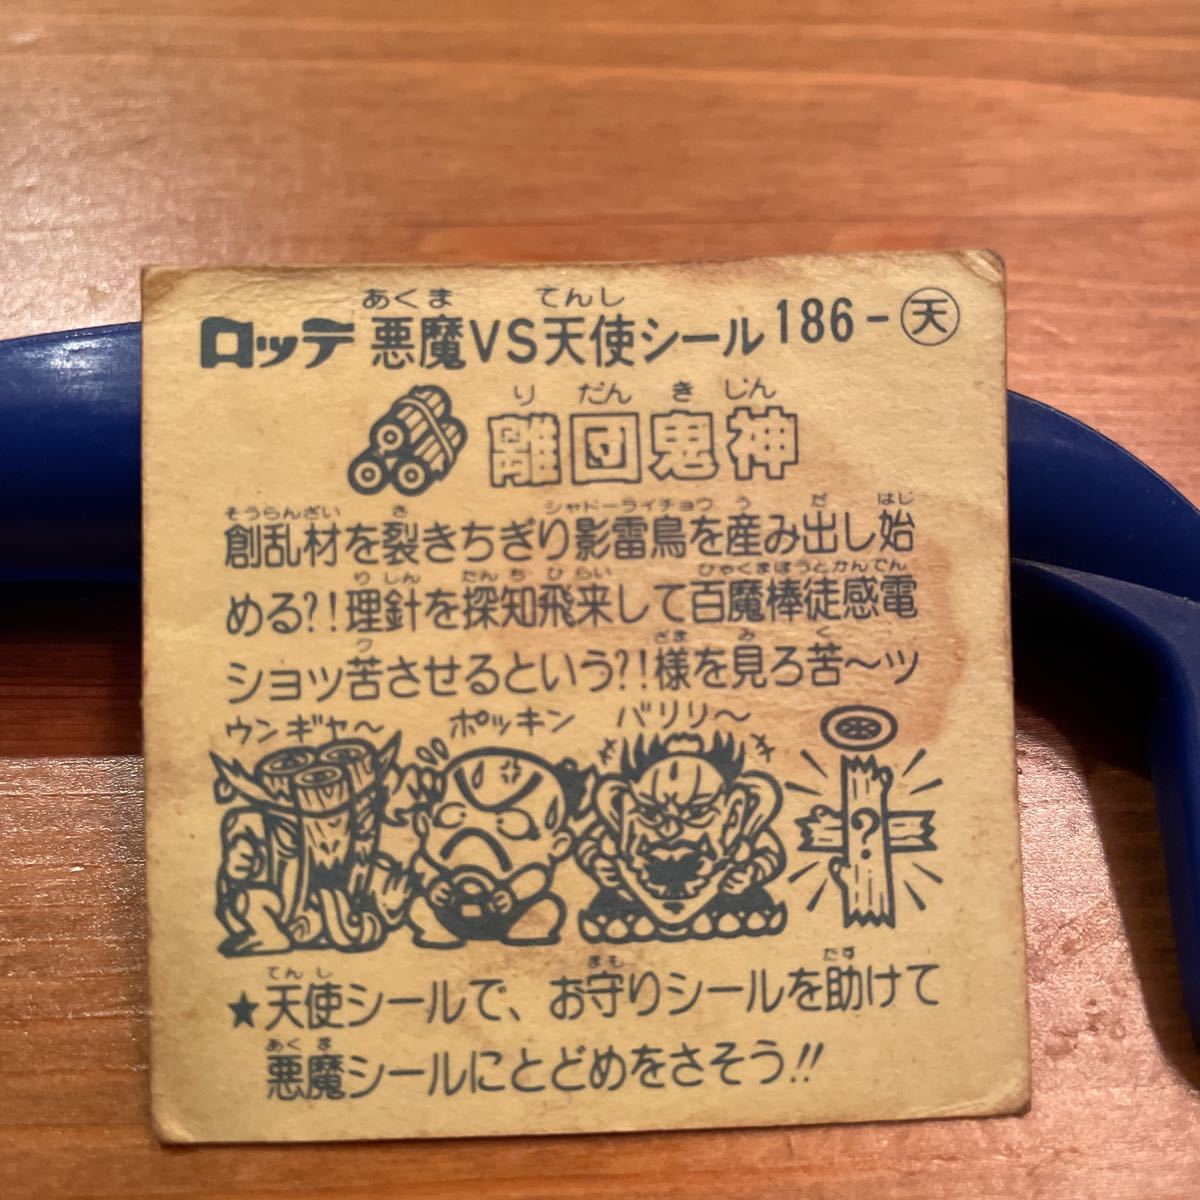 あくま てんし
ロッテ 悪魔VS天使シール 186-天
り だん き じん
離団鬼神
そうらんざい き シャドーライチョウ う だ はじ
創乱材を裂きちぎり影雷鳥を産み出し始
りしん たんち ひらい ひゃくまぼうとかんでん
める?!理針を探知飛来して百魔棒徒感電
ク ざま み く
ショック苦させるという?!様を見ろ苦〜ツ
ウンギャ〜 ポッキン バリリ〜
?
てんし まも たす
★天使シールで、お守りシールを助けて
あく ま
悪魔シールにとどめをさそう!!